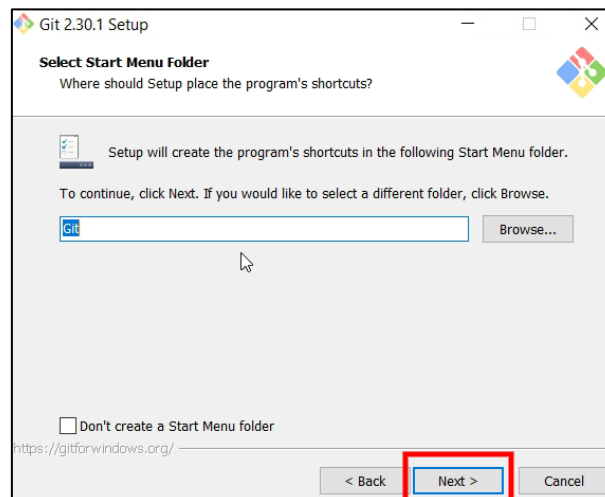 Git 2.30.1 Setup
Select Start Menu Folder
Where should Setup place the program's shortcuts?
Setup will create the program's shortcuts in the following Start Menu folder.
To continue, click Next. If you would like to select a different folder, click Browse.
Git
Browse...
Don't create a Start Menu folder
https://gitforwindows.org/
< Back
Next >
Cancel